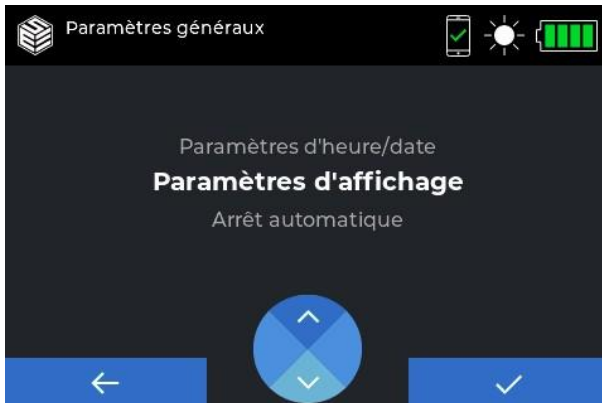 Paramètres généraux
Paramètres d'heure/date
Paramètres d'affichage
Arrêt automatique